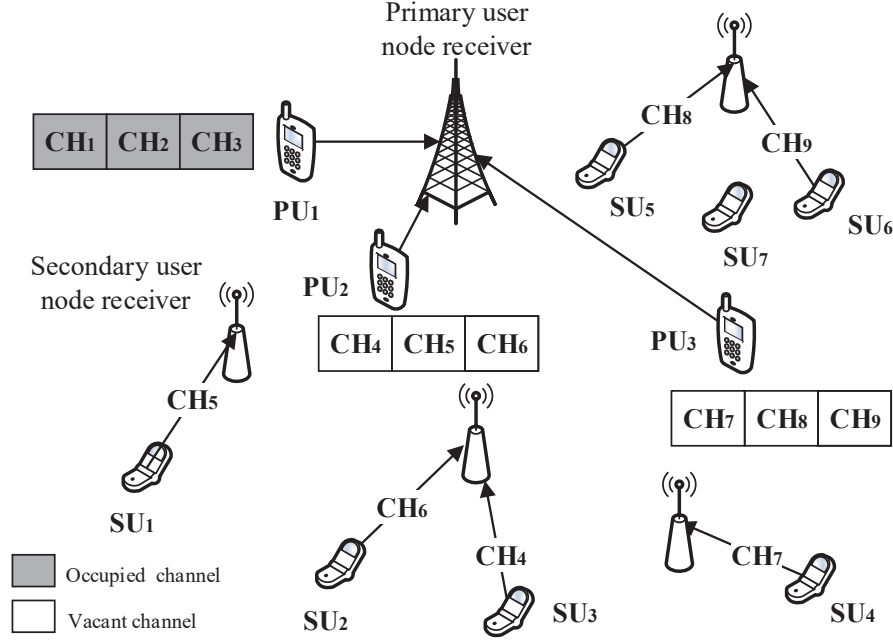 Primary user
node receiver
CH1 CH2 CH3
PU1
CH8
CH9
SU5
SU7
SU6
Secondary user
node receiver
PU2
CH4 CH5 CH6
PU3
CH5
CH7 CH8 CH9
SU1
CH6
CH4
CH7
SU2
SU3
SU4
Occupied channel
Vacant channel